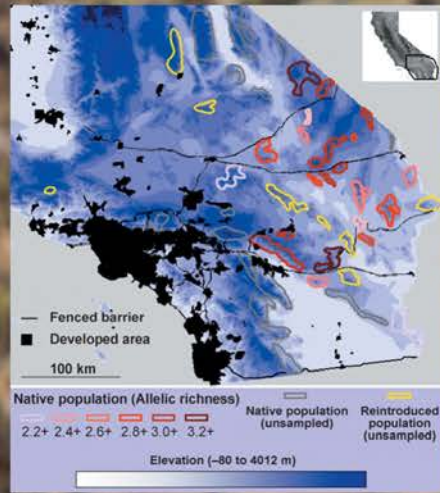 Fenced barrier
Developed area
100 km
Native population (Allelic richness)
2.2+ 2.4+ 2.6+ 2.8+ 3.0+ 3.2+
Native population
(unsampled)
Reintroduced
population
(unsampled)
Elevation (–80 to 4012 m)